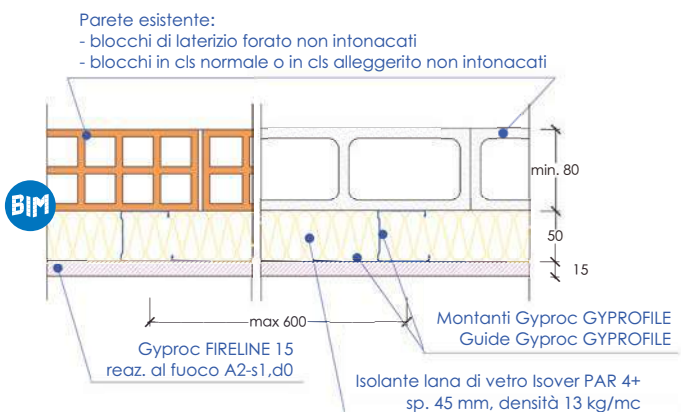 Parete esistente:
- blocchi di laterizio forato non intonacati
- blocchi in cls normale o in cls alleggerito non intonacati
min. 80
BIM
50
15
max 600
Montanti Gyproc GYPROFILE
Guide Gyproc GYPROFILE
Gyproc FIRELINE 15
reaz. al fuoco A2-s1,d0
Isolante lana di vetro Isover PAR 4+
sp. 45 mm, densità 13 kg/mc